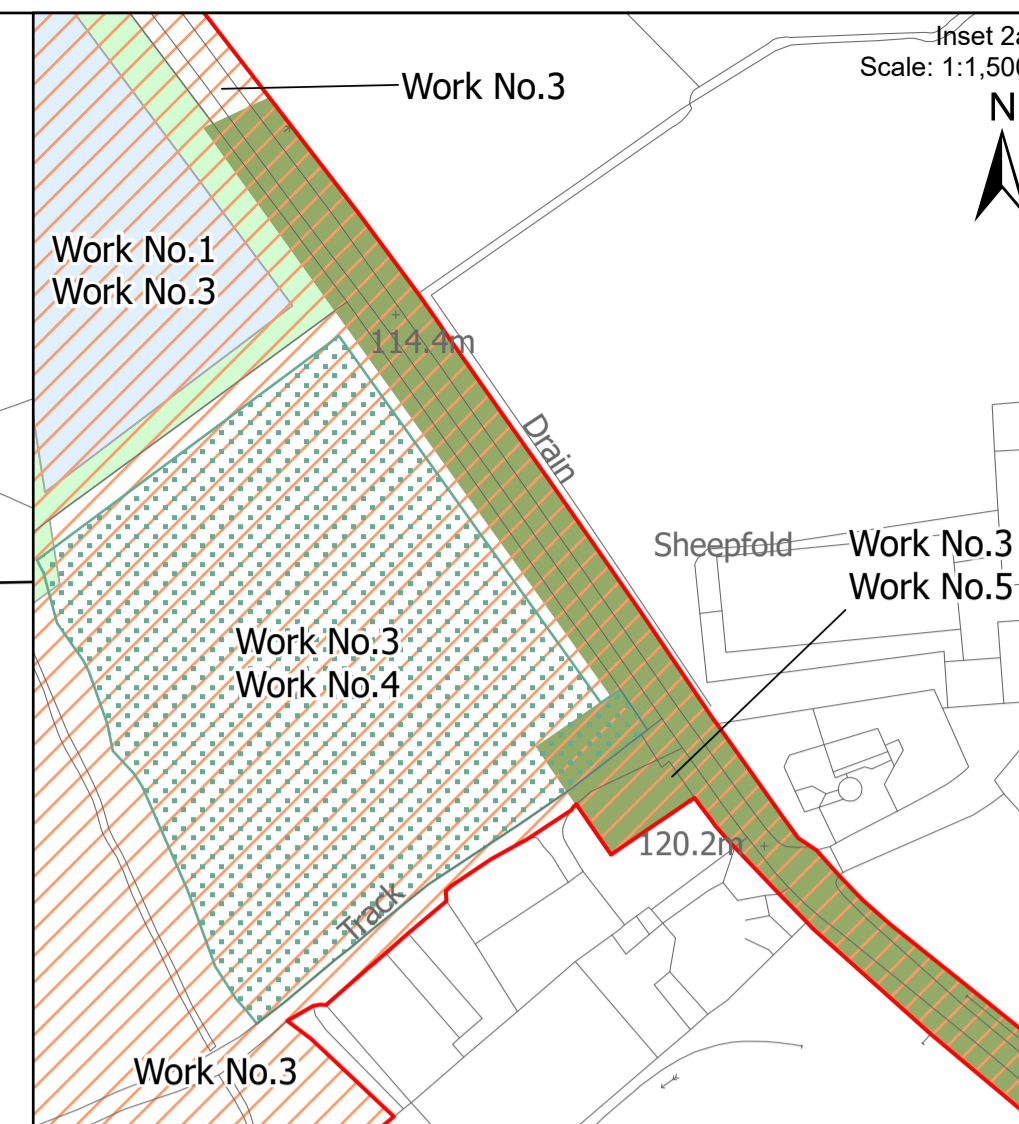 Inset 2a
Scale: 1:1,500
N
Work No.3
Work No.1
Work No.3
114.4m
Drain
Sheepfold
Work No.3
Work No.5
Work No.3
Work No.4
120.2m
Track
Work No.3